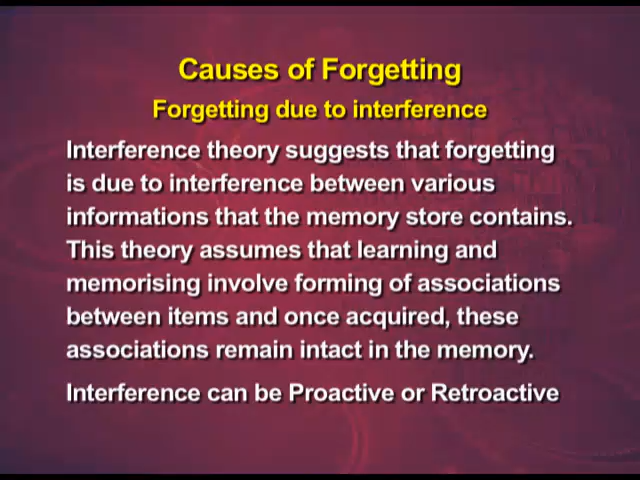 Causes of Forgetting
Forgetting due to interference
Interference theory suggests that forgetting
is due to interference between various
informations that the memory store contains.
This theory assumes that learning and
memorising involve forming of associations
between items and once acquired, these
associations remain intact in the memory.
Interference can be Proactive or Retroactive